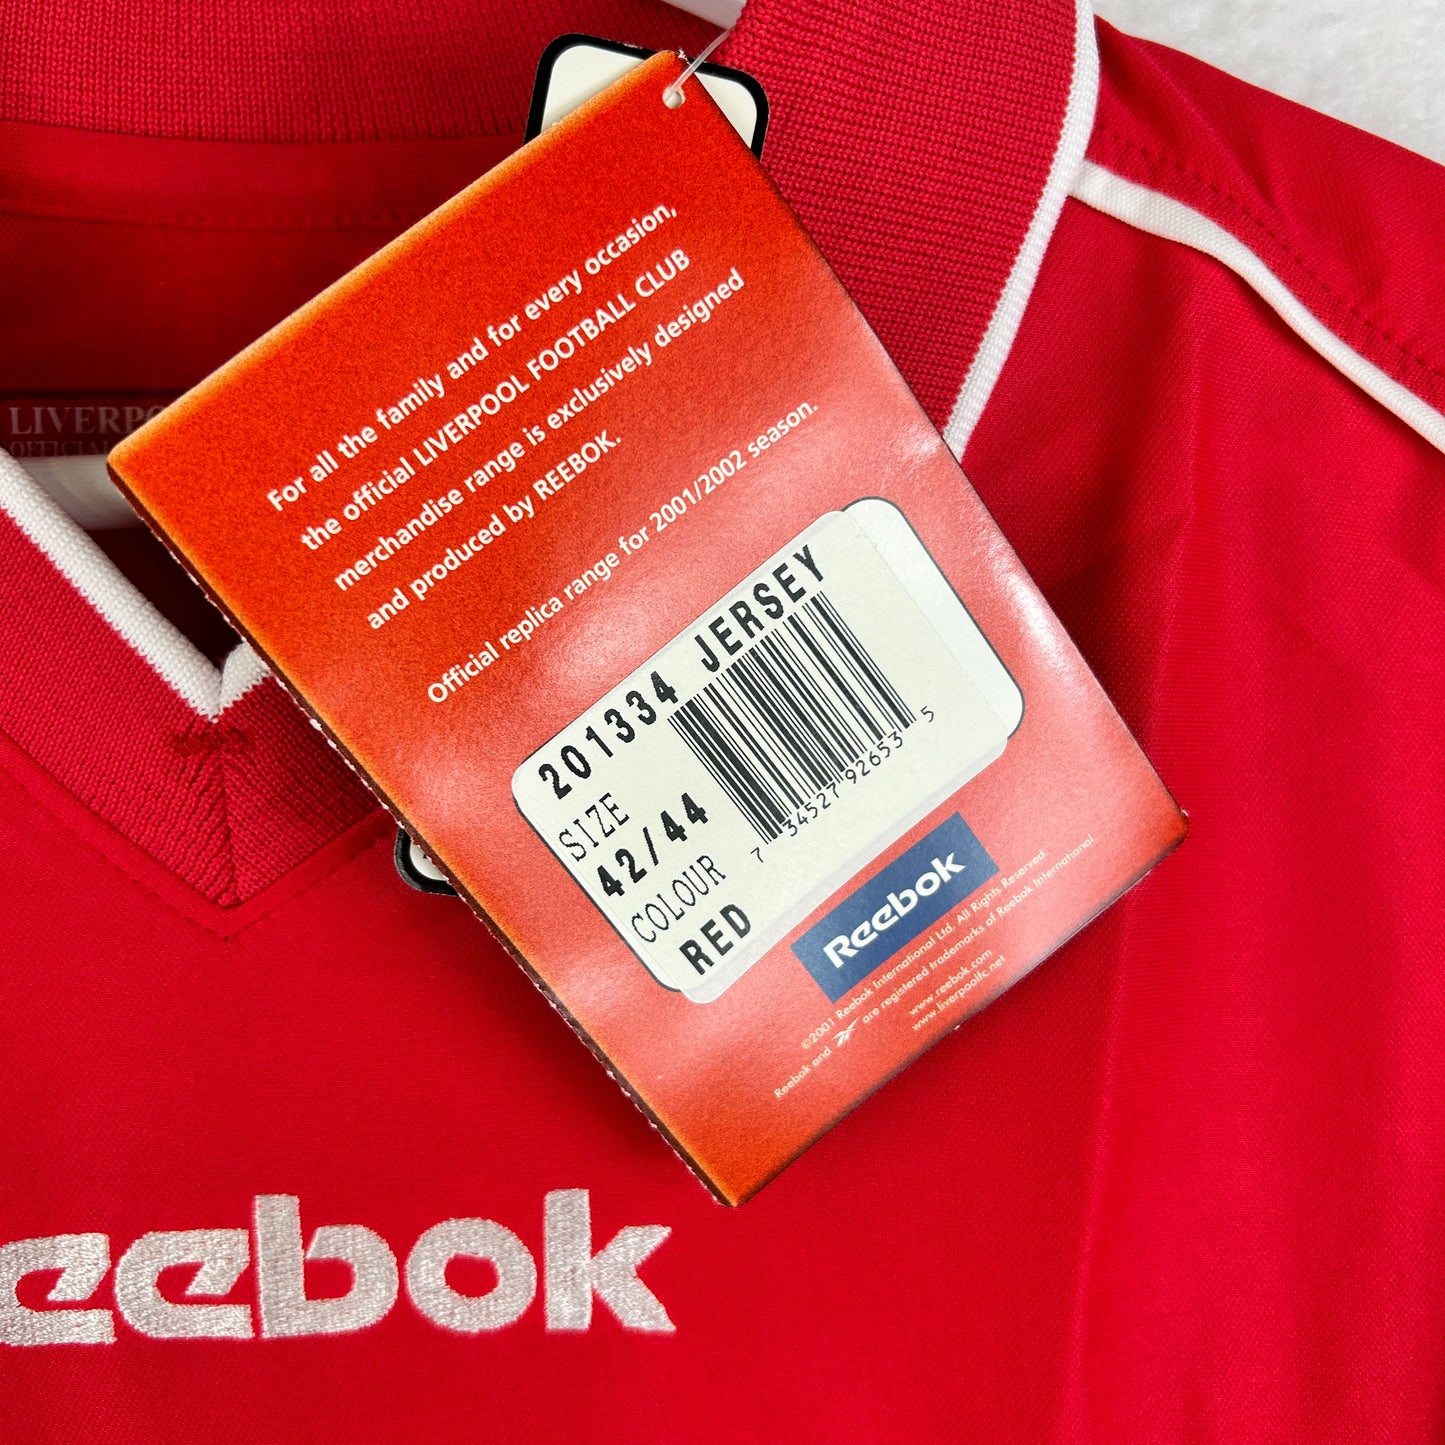 LIVERP
OFFICIAL
For all the family and for every occasion,
the official LIVERPOOL FOOTBALL CLUB
merchandise range is exclusively designed
and produced by REEBOK.
Official replica range for 2001/2002 season.
201334 JERSEY
SIZE
42/44
COLOUR
RED
7 34527 92653 5
Reebok
©2001 Reebok International Ltd. All Rights Reserved.
Reebok and are registered trademarks of Reebok International.
www.reebok.com
www.liverpoolfc.net
eebok